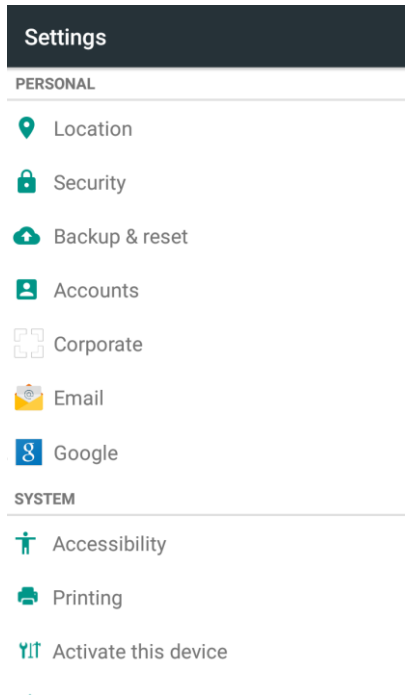 Settings
PERSONAL
Location
Security
Backup & reset
Accounts
Corporate
Email
Google
SYSTEM
Accessibility
Printing
Activate this device